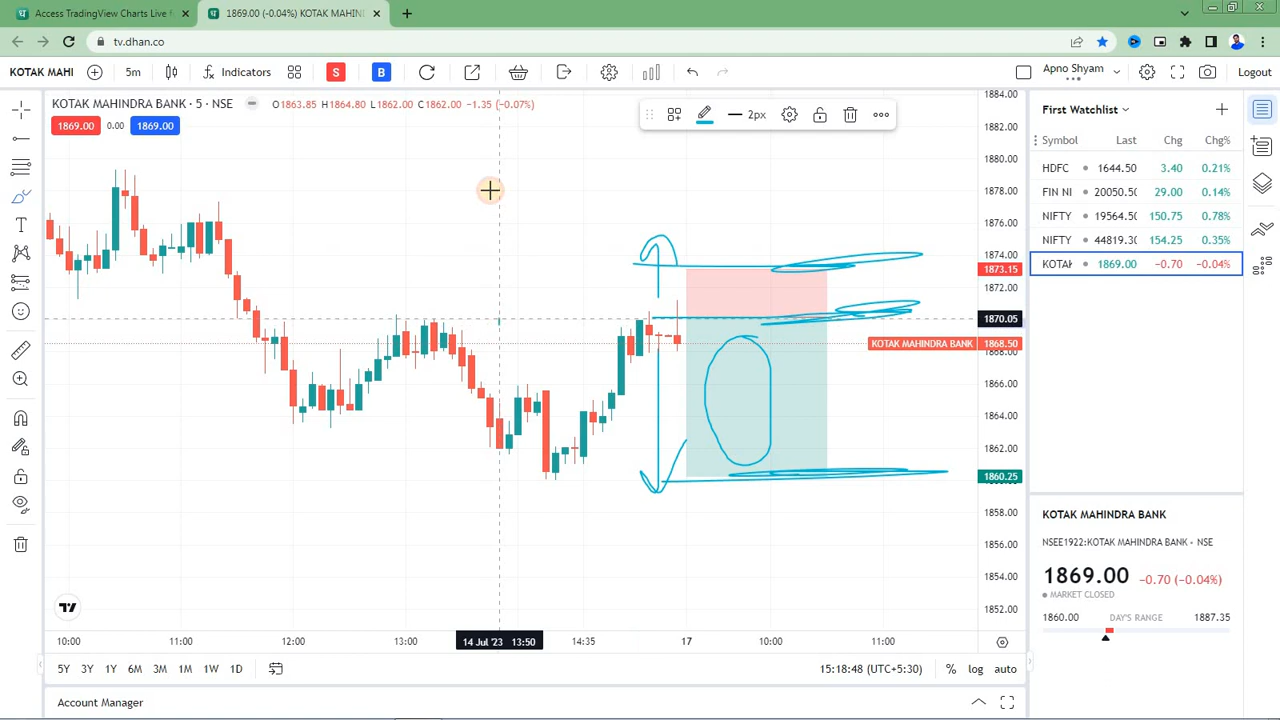 Access TradingView Charts Live f
1869.00 (-0.04%) KOTAK MAHIN
tv.dhan.co
KOTAK MAHI
5m
Indicators
S
B
Apno Shyam
Logout
KOTAK MAHINDRA BANK · 5 · NSE
O1863.85 H1864.80 L1862.00 C1862.00 −1.35 (−0.07%)
1869.00 0.00 1869.00
2px
First Watchlist
Symbol Last Chg Chg%
HDFC 1644.50 3.40 0.21%
FIN NI 20050.50 29.00 0.14%
NIFTY 19564.50 150.75 0.78%
NIFTY 44819.30 154.25 0.35%
KOTAK 1869.00 −0.70 −0.04%
1884.00
1882.00
1880.00
1878.00
1876.00
1874.00
1873.15
1872.00
1870.05
KOTAK MAHINDRA BANK 1868.50
1868.00
1866.00
1864.00
1862.00
1860.25
1858.00
1856.00
1854.00
1852.00
KOTAK MAHINDRA BANK
NSEE1922:KOTAK MAHINDRA BANK • NSE
1869.00 −0.70 (−0.04%)
MARKET CLOSED
1860.00 DAY'S RANGE 1887.35
10:00 11:00 12:00 13:00 14 Jul '23 13:50 14:35 17 10:00 11:00
5Y 3Y 1Y 6M 3M 1M 1W 1D
15:18:48 (UTC+5:30) % log auto
Account Manager